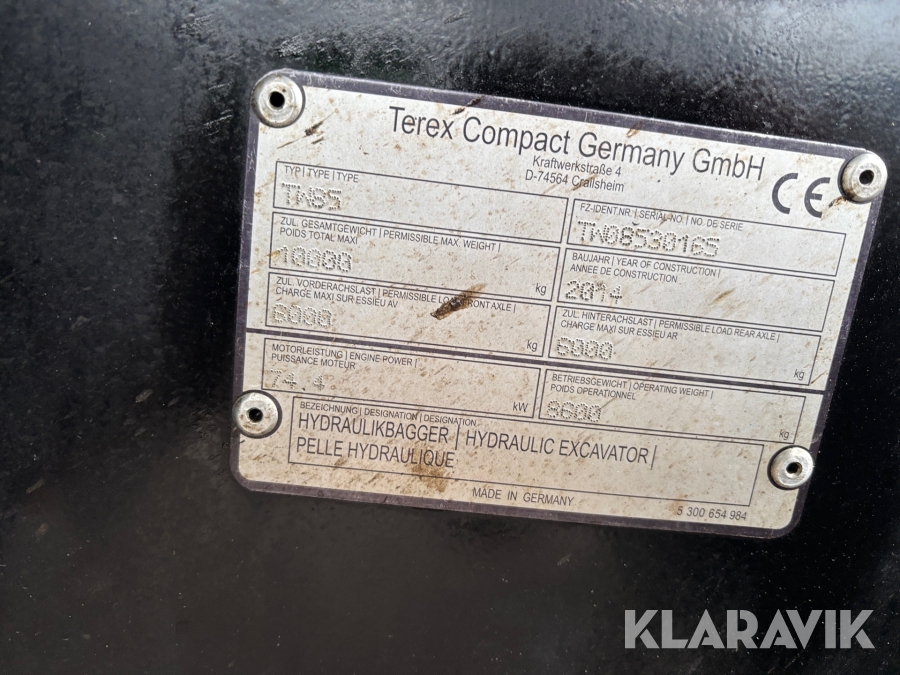 Terex Compact Germany GmbH
Kraftwerkstraße 4
D-74564 Crailsheim
CE
TYP | TYPE | TYPE
TW85
FZ-IDENT.NR. | SERIAL-NO. | NO. DE SERIE
TW0853016S
ZUL. GESAMTGEWICHT | PERMISSIBLE MAX. WEIGHT |
POIDS TOTAL MAXI
10000
kg
BAUJAHR | YEAR OF CONSTRUCTION |
ANNEE DE CONSTRUCTION
2014
ZUL. VORDERACHSLAST | PERMISSIBLE LOAD FRONT AXLE |
CHARGE MAXI SUR ESSIEU AV
kg
ZUL. HINTERACHSLAST | PERMISSIBLE LOAD REAR AXLE |
CHARGE MAXI SUR ESSIEU AR
6000
kg
MOTORLEISTUNG | ENGINE-POWER |
PUISSANCE MOTEUR
74.4
kW
BETRIEBSGEWICHT | OPERATING WEIGHT |
POIDS OPERATIONNEL
8600
kg
BEZEICHNUNG | DESIGNATION | DESIGNATION
HYDRAULIKBAGGER | HYDRAULIC EXCAVATOR |
PELLE HYDRAULIQUE
MADE IN GERMANY
5 300 654 984
KLARAVIK